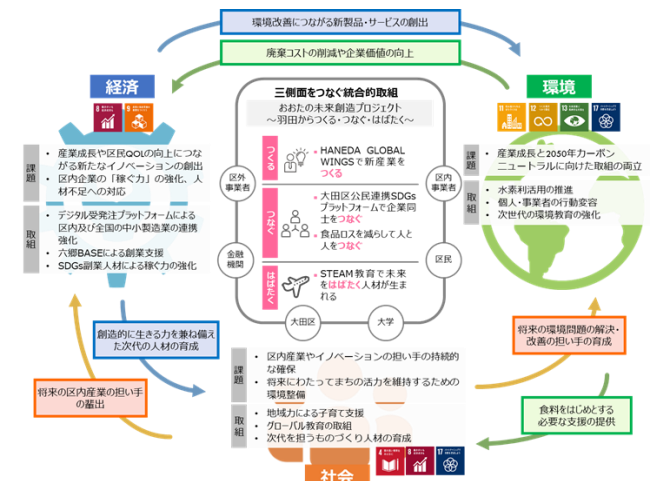 環境改善につながる新製品・サービスの創出
廃棄コストの削減や企業価値の向上
経済
8
9
課題
• 産業成長や区民QOLの向上につな
がる新たなイノベーションの創出
• 区内企業の「稼ぐ力」の強化、人
材不足への対応
取組
• デジタル受発注プラットフォームによる
区内及び全国の中小製造業の連携
強化
• 六郷BASEによる創業支援
• SDGs副業人材による稼ぐ力の強化
三側面をつなぐ統合的取組
おおたの未来創造プロジェクト
～羽田からつくる・つなぐ・はばたく～
つくる
• HANEDA GLOBAL
WINGSで新産業を
つくる
つなぐ
• 大田区公民連携SDGs
プラットフォームで企業同
士をつなぐ
• 食品ロスを減らして人と
人をつなぐ
はばたく
• STEAM教育で未来
をはばたく人材が生ま
れる
区外
事業者
区内
事業者
金融
機関
区民
大田区
大学
環境
11
12
13
17
課題
• 産業成長と2050年カーボン
ニュートラルに向けた取組の両立
取組
• 水素利活用の推進
• 個人・事業者の行動変容
• 次世代の環境教育の強化
創造的に生きる力を兼ね備え
た次代の人材の育成
将来の区内産業の担い手
の輩出
将来の環境問題の解決・
改善の担い手の育成
食料をはじめとする
必要な支援の提供
課題
• 区内産業やイノベーションの担い手の持続的
な確保
• 将来にわたってまちの活力を維持するための
環境整備
取組
• 地域力による子育て支援
• グローバル教育の取組
• 次代を担うものづくり人材の育成
4
8
17
社会